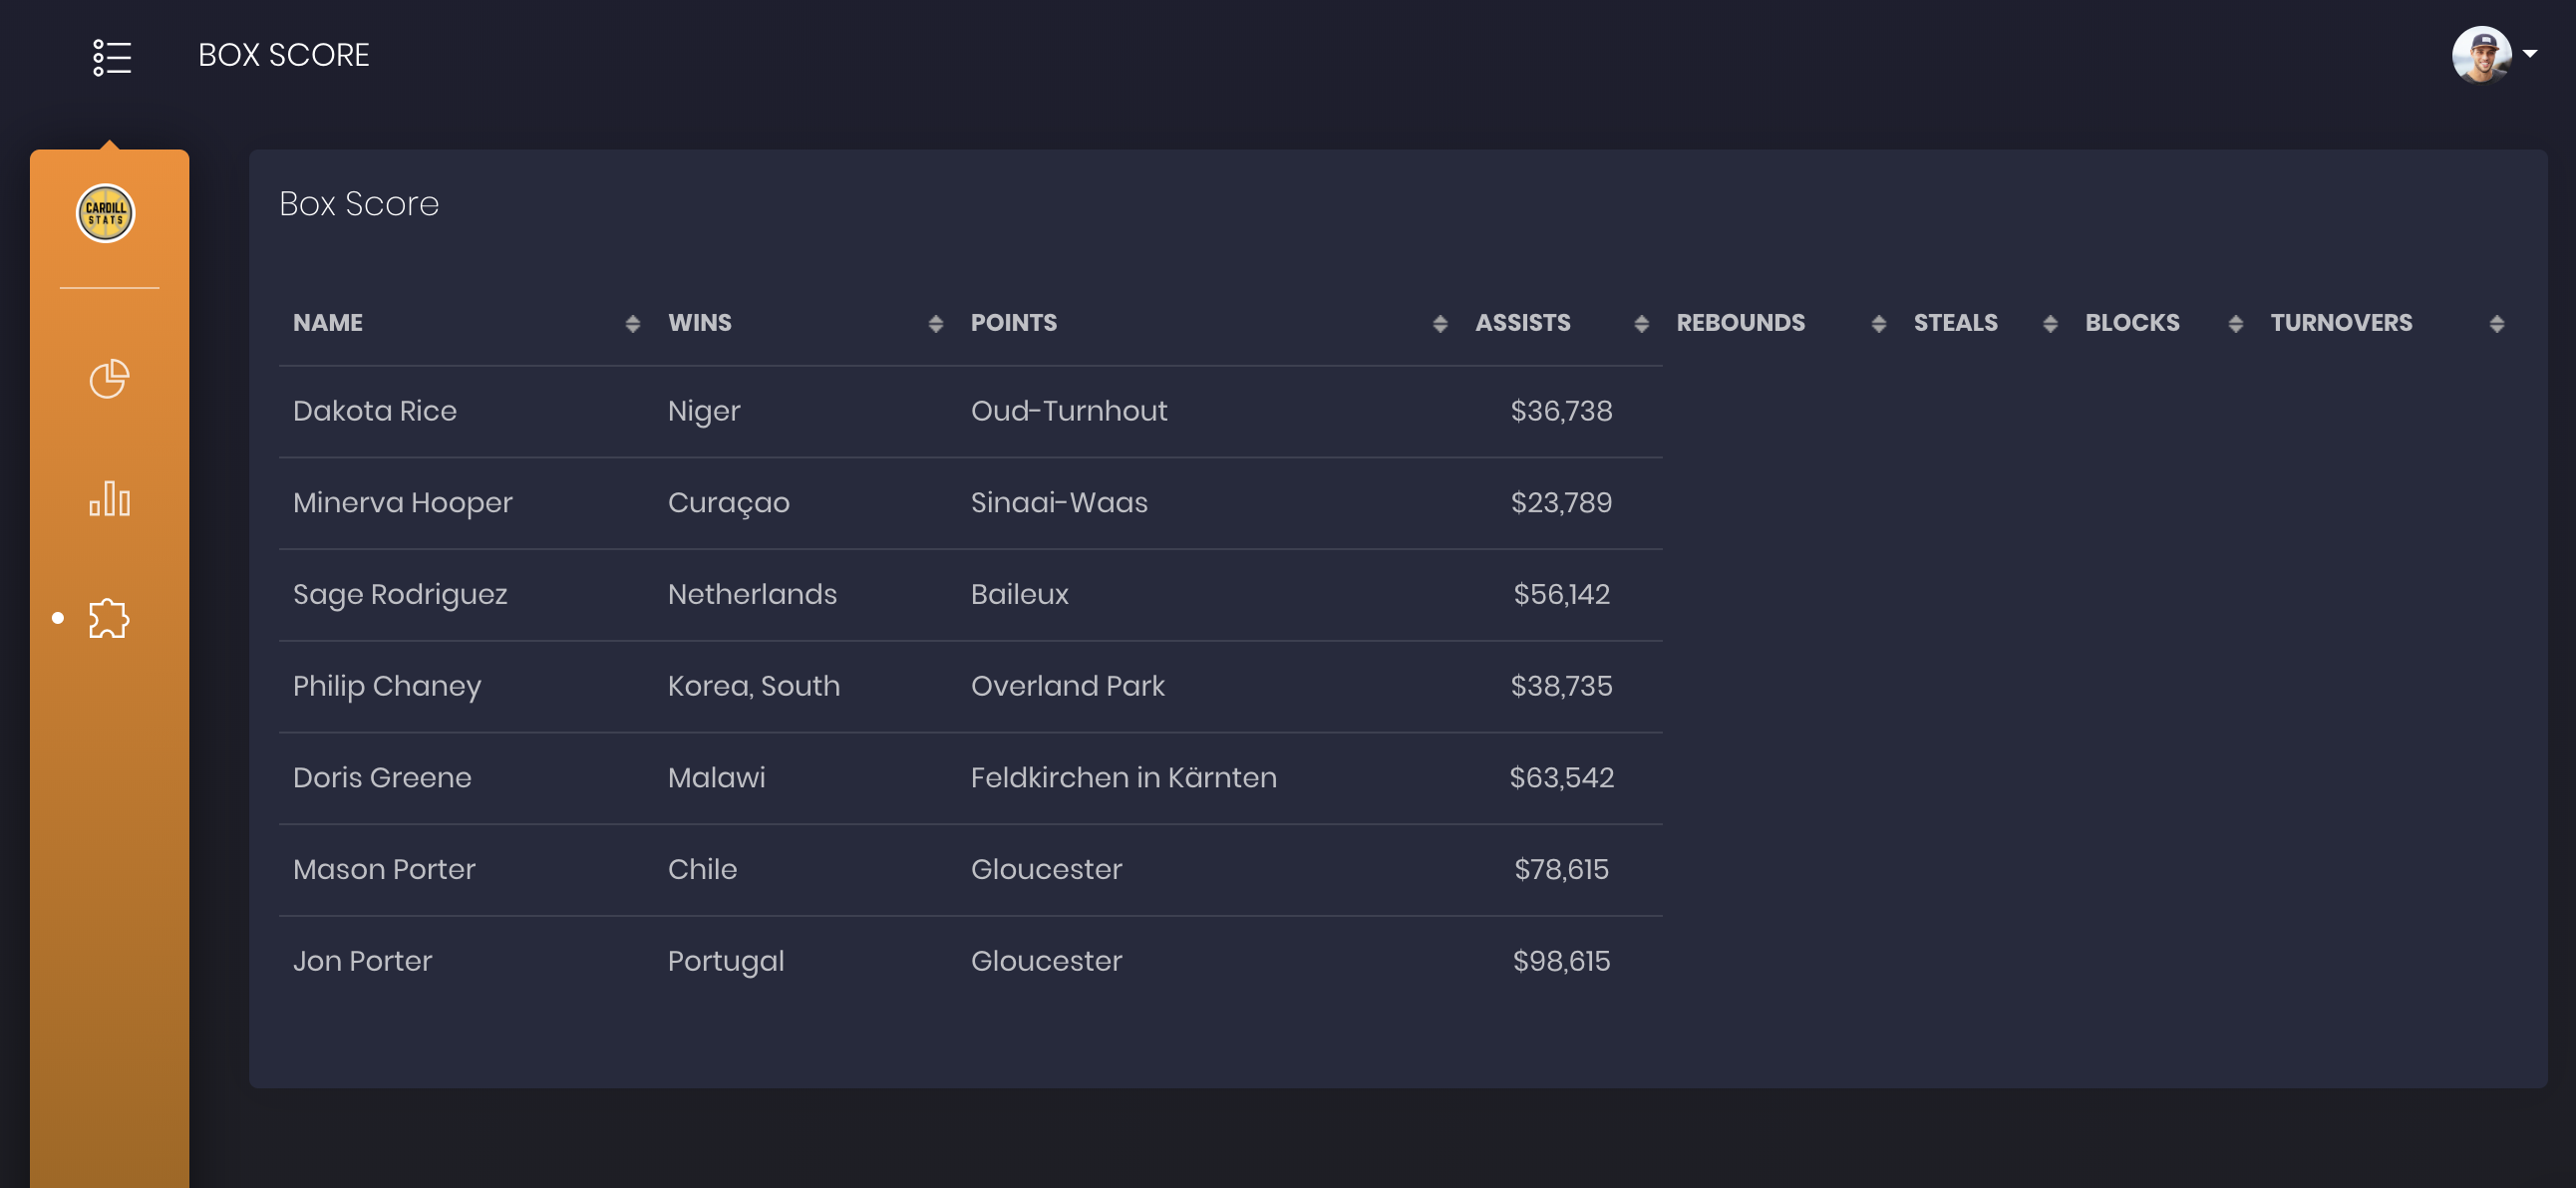 BOX SCORE
CARDILL
STATS
Box Score
NAME WINS POINTS ASSISTS REBOUNDS STEALS BLOCKS TURNOVERS
Dakota Rice Niger Oud-Turnhout $36,738
Minerva Hooper Curaçao Sinaai-Waas $23,789
Sage Rodriguez Netherlands Baileux $56,142
Philip Chaney Korea, South Overland Park $38,735
Doris Greene Malawi Feldkirchen in Kärnten $63,542
Mason Porter Chile Gloucester $78,615
Jon Porter Portugal Gloucester $98,615